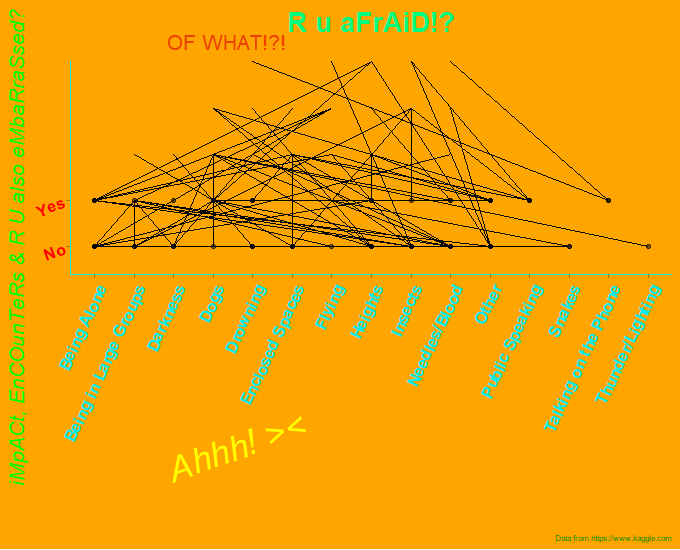 R u aFrAiD!?
OF WHAT!?!
iMpACt, EnCOunTeRs & R U also eMbaRraSsed?
Yes
No
Being Alone
Being in Large Groups
Darkness
Dogs
Drowning
Enclosed Spaces
Flying
Heights
Insects
Needles/Blood
Other
Public Speaking
Snakes
Talking on the Phone
Thunder/Lighting
Ahhh! ><
Data from https://www.kaggle.com